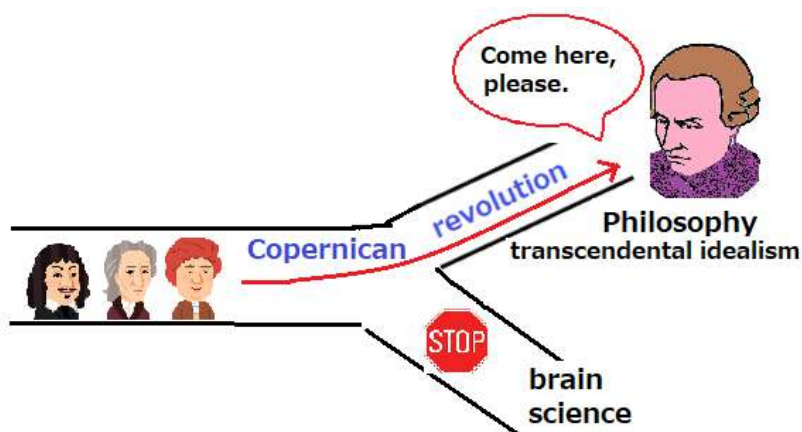 Come here,
please.
Copernican revolution
Philosophy
transcendental idealism
STOP
brain
science